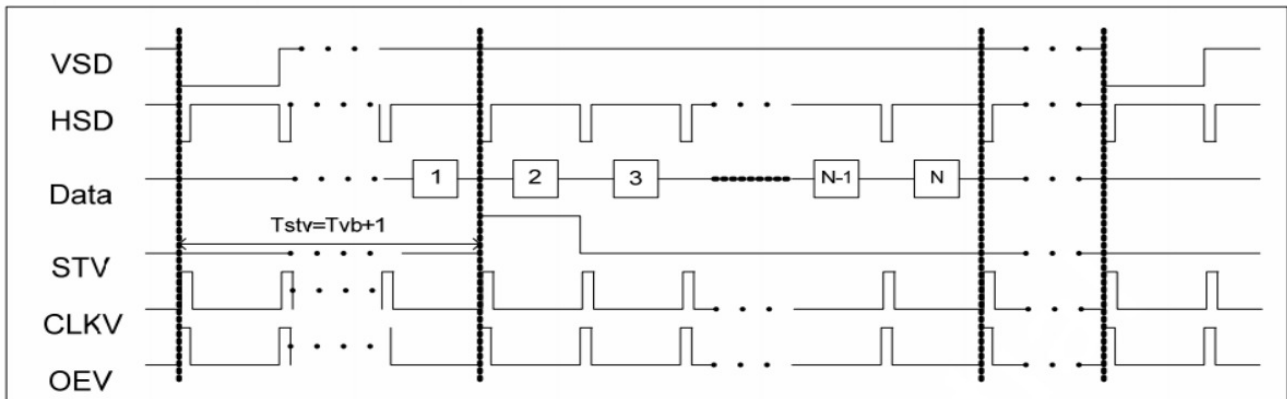 VSD
HSD
Data
1
2
3
N-1
N
Tstv=Tvb+1
STV
CLKV
OEV